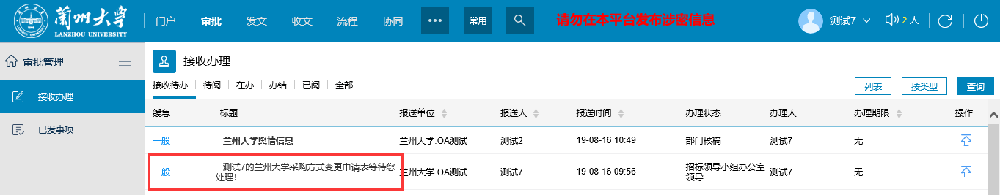 兰州大学
LANZHOU UNIVERSITY
1909
门户 审批 发文 收文 流程 协同 ••• 常用 请勿在本平台发布涉密信息 测试7 2 人
审批管理
接收办理
已发事项
接收办理
接收待办 待阅 在办 办结 已阅 全部 列表 按类型 查询
缓急 标题 报送单位 报送人 报送时间 办理状态 办理人 办理期限 操作
一般 兰州大学舆情信息 兰州大学.OA测试 测试2 19-08-16 10:49 部门核稿 测试7 无
一般 测试7的兰州大学采购方式变更申请表等待您
处理! 兰州大学.OA测试 测试7 19-08-16 09:56 招标领导小组办公室
领导 测试7 无